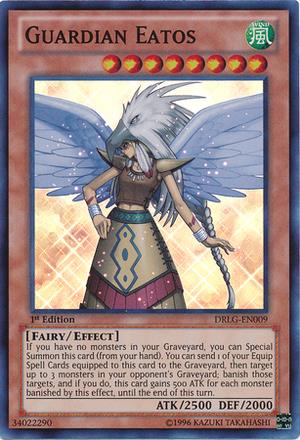 GUARDIAN EATOS
WIND
風
1st Edition
DRLG-EN009
[FAIRY/EFFECT]
If you have no monsters in your Graveyard, you can Special
Summon this card (from your hand). You can send 1 of your Equip
Spell Cards equipped to this card to the Graveyard, then target
up to 3 monsters in your opponent's Graveyard; banish those
targets, and if you do, this card gains 500 ATK for each monster
banished by this effect, until the end of this turn.
ATK/2500 DEF/2000
34022290
©1996 KAZUKI TAKAHASHI